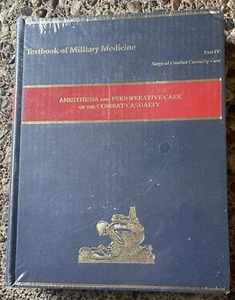 Textbook of Military Medicine
Part IV
Surgical Combat Casualty Care
ANESTHESIA AND PERIOPERATIVE CARE
OF THE COMBAT CASUALTY